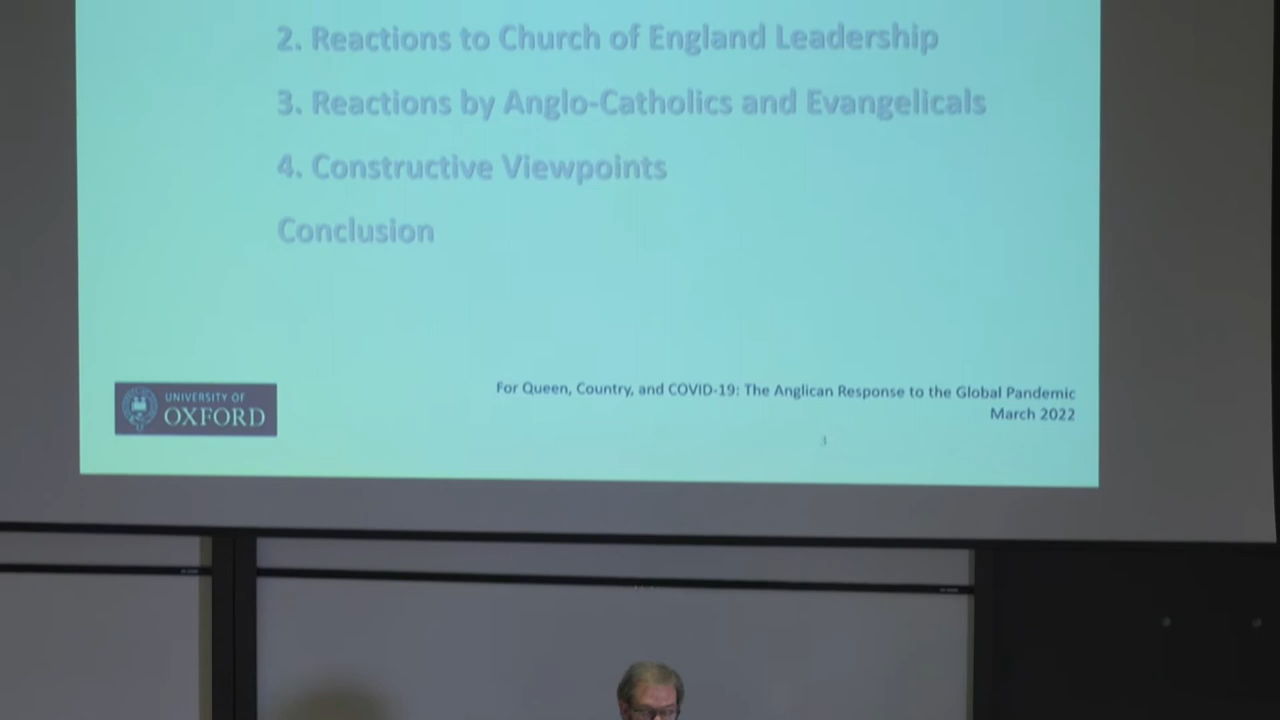 2. Reactions to Church of England Leadership
3. Reactions by Anglo-Catholics and Evangelicals
4. Constructive Viewpoints
Conclusion
UNIVERSITY OF
OXFORD
For Queen, Country, and COVID-19: The Anglican Response to the Global Pandemic
March 2022